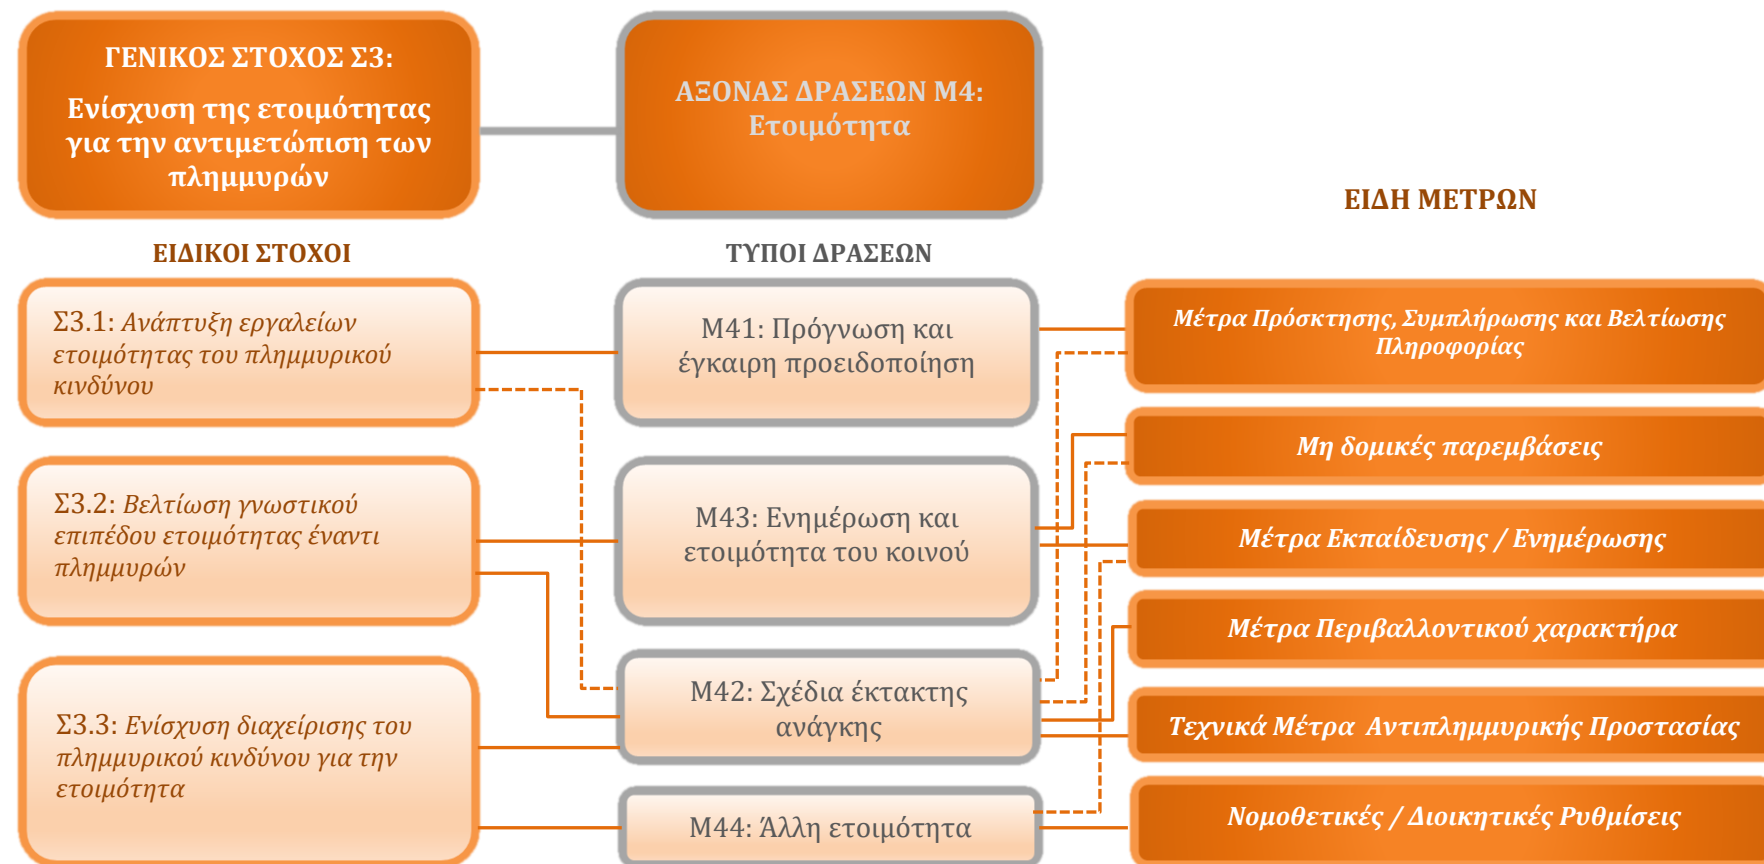 ΓΕΝΙΚΟΣ ΣΤΟΧΟΣ Σ3:
Ενίσχυση της ετοιμότητας
για την αντιμετώπιση των
πλημμυρών
ΑΞΟΝΑΣ ΔΡΑΣΕΩΝ Μ4:
Ετοιμότητα
ΕΙΔΗ ΜΕΤΡΩΝ
ΕΙΔΙΚΟΙ ΣΤΟΧΟΙ
ΤΥΠΟΙ ΔΡΑΣΕΩΝ
Σ3.1: Ανάπτυξη εργαλείων
ετοιμότητας του πλημμυρικού
κινδύνου
Μ41: Πρόγνωση και
έγκαιρη προειδοποίηση
Μέτρα Πρόσκτησης, Συμπλήρωσης και Βελτίωσης
Πληροφορίας
Μη δομικές παρεμβάσεις
Σ3.2: Βελτίωση γνωστικού
επιπέδου ετοιμότητας έναντι
πλημμυρών
Μ43: Ενημέρωση και
ετοιμότητα του κοινού
Μέτρα Εκπαίδευσης / Ενημέρωσης
Μέτρα Περιβαλλοντικού χαρακτήρα
Σ3.3: Ενίσχυση διαχείρισης του
πλημμυρικού κινδύνου για την
ετοιμότητα
Μ42: Σχέδια έκτακτης
ανάγκης
Τεχνικά Μέτρα  Αντιπλημμυρικής Προστασίας
Μ44: Άλλη ετοιμότητα
Νομοθετικές / Διοικητικές Ρυθμίσεις